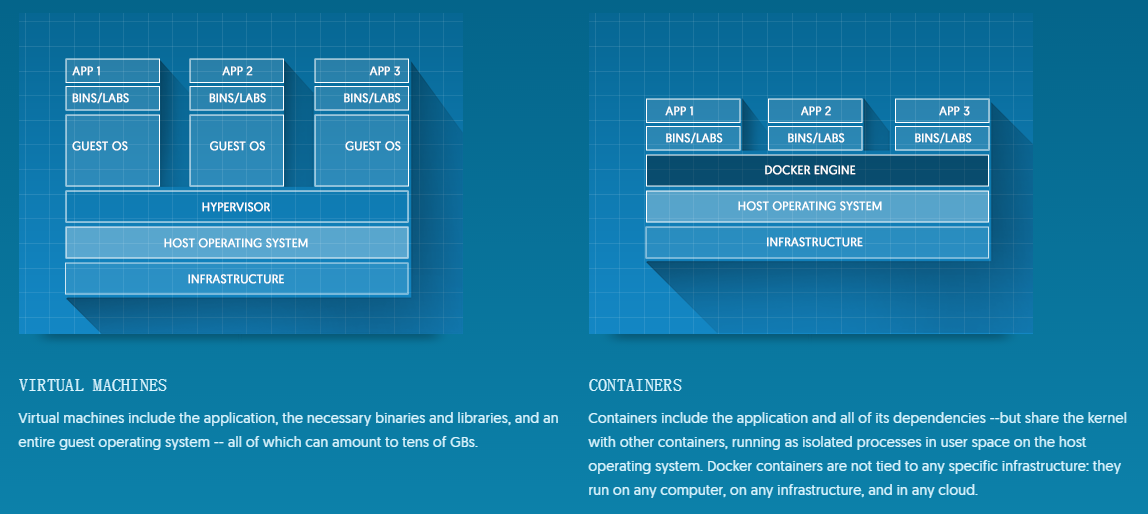 APP 1
APP 2
APP 3
BINS/LABS
BINS/LABS
BINS/LABS
GUEST OS
GUEST OS
GUEST OS
HYPERVISOR
HOST OPERATING SYSTEM
INFRASTRUCTURE
VIRTUAL MACHINES
Virtual machines include the application, the necessary binaries and libraries, and an
entire guest operating system -- all of which can amount to tens of GBs.
APP 1
APP 2
APP 3
BINS/LABS
BINS/LABS
BINS/LABS
DOCKER ENGINE
HOST OPERATING SYSTEM
INFRASTRUCTURE
CONTAINERS
Containers include the application and all of its dependencies --but share the kernel
with other containers, running as isolated processes in user space on the host
operating system. Docker containers are not tied to any specific infrastructure: they
run on any computer, on any infrastructure, and in any cloud.